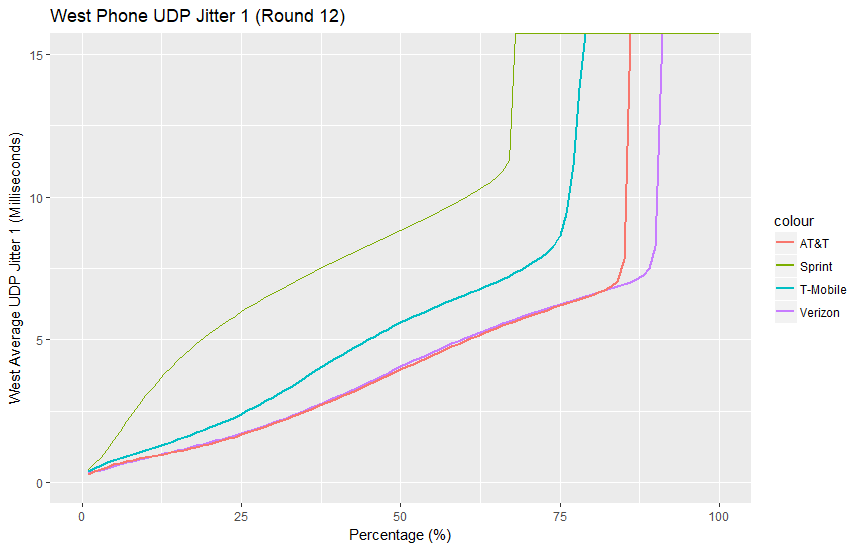 West Phone UDP Jitter 1 (Round 12)
West Average UDP Jitter 1 (Milliseconds)
15
10
5
0
0 25 50 75 100
Percentage (%)
colour
AT&T
Sprint
T-Mobile
Verizon